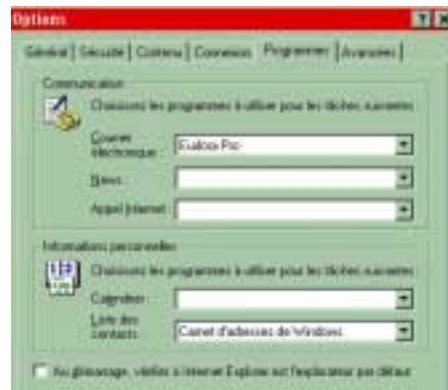 Options
Général Sécurité Contenu Connexion Programmes Avancées
Communication
Choisissez les programmes à utiliser pour les tâches suivantes
Courrier
électronique
Eudora Pro
News
Appel Internet
Informations personnelles
Choisissez les programmes à utiliser pour les tâches suivantes
Calendrier
Liste des
contacts
Carnet d'adresses de Windows
Au démarrage, vérifier si Internet Explorer est l'explorateur par défaut